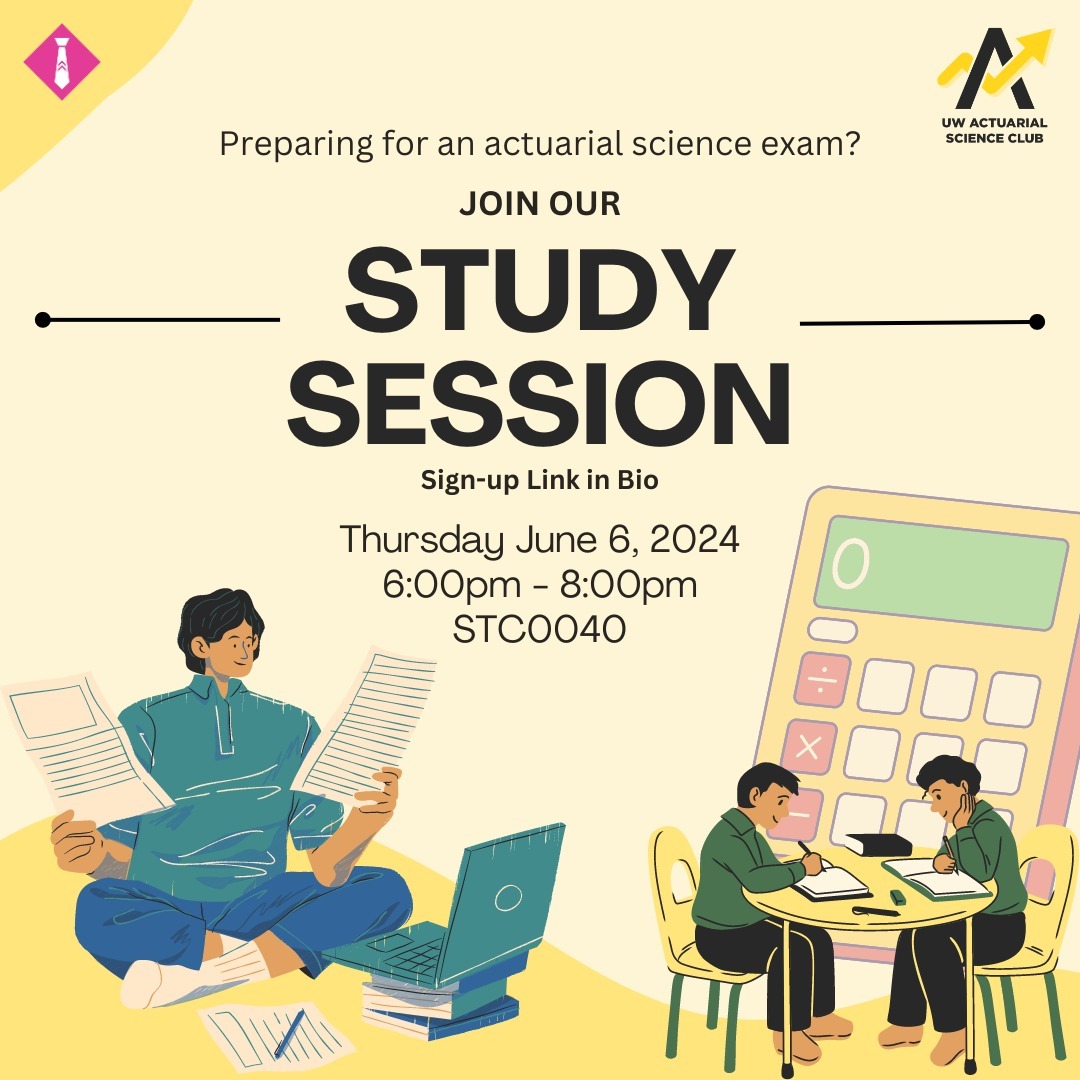 UW ACTUARIAL
SCIENCE CLUB
Preparing for an actuarial science exam?
JOIN OUR
STUDY
SESSION
Sign-up Link in Bio
Thursday June 6, 2024
6:00pm - 8:00pm
STC0040
0
÷
×
−